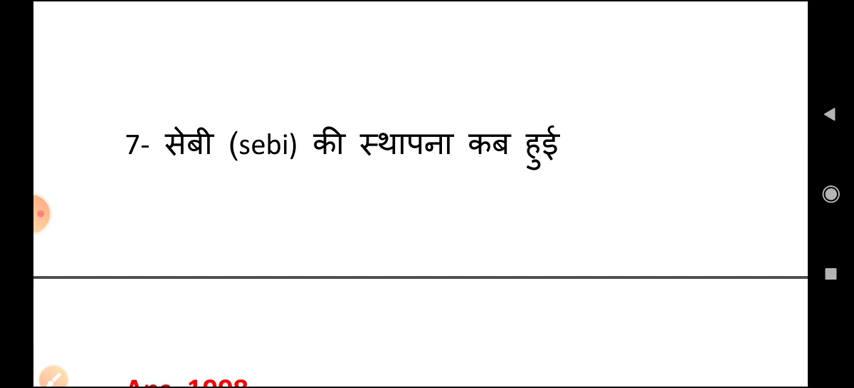 7- सेबी (sebi) की स्थापना कब हुई